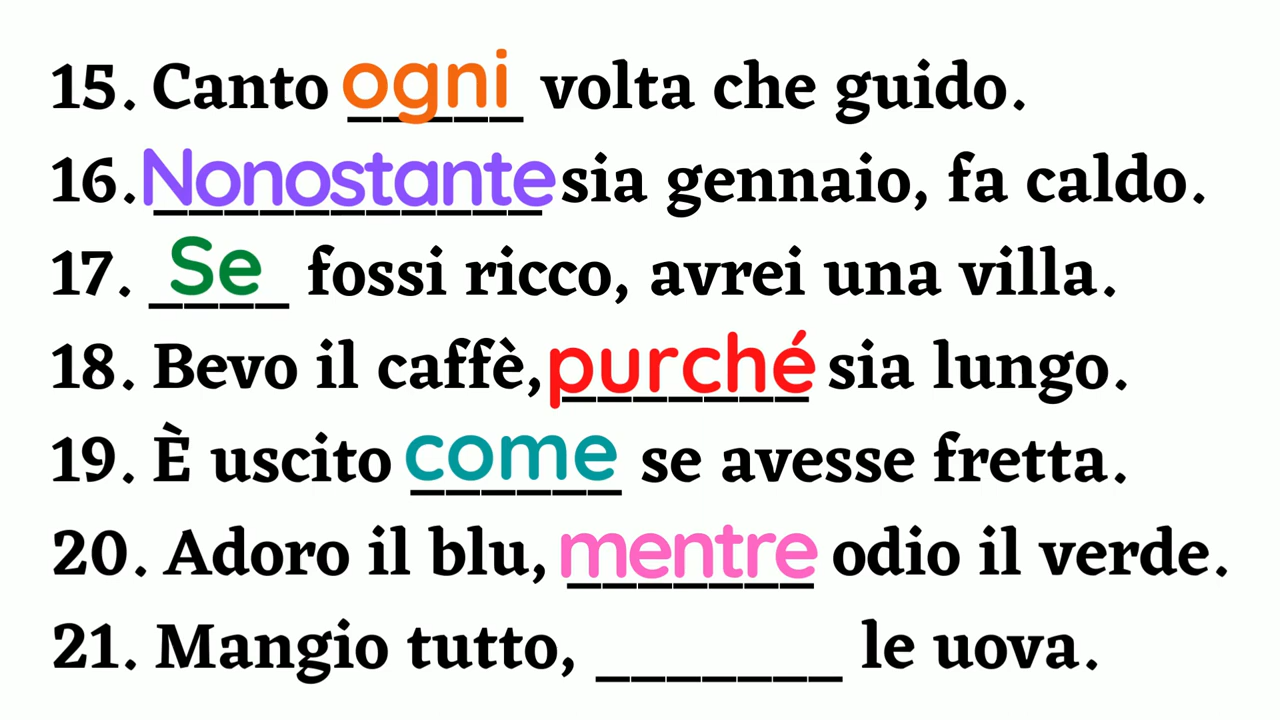 15. Canto ogni volta che guido.
16. Nonostante sia gennaio, fa caldo.
17. Se fossi ricco, avrei una villa.
18. Bevo il caffè, purché sia lungo.
19. È uscito come se avesse fretta.
20. Adoro il blu, mentre odio il verde.
21. Mangio tutto, _______ le uova.